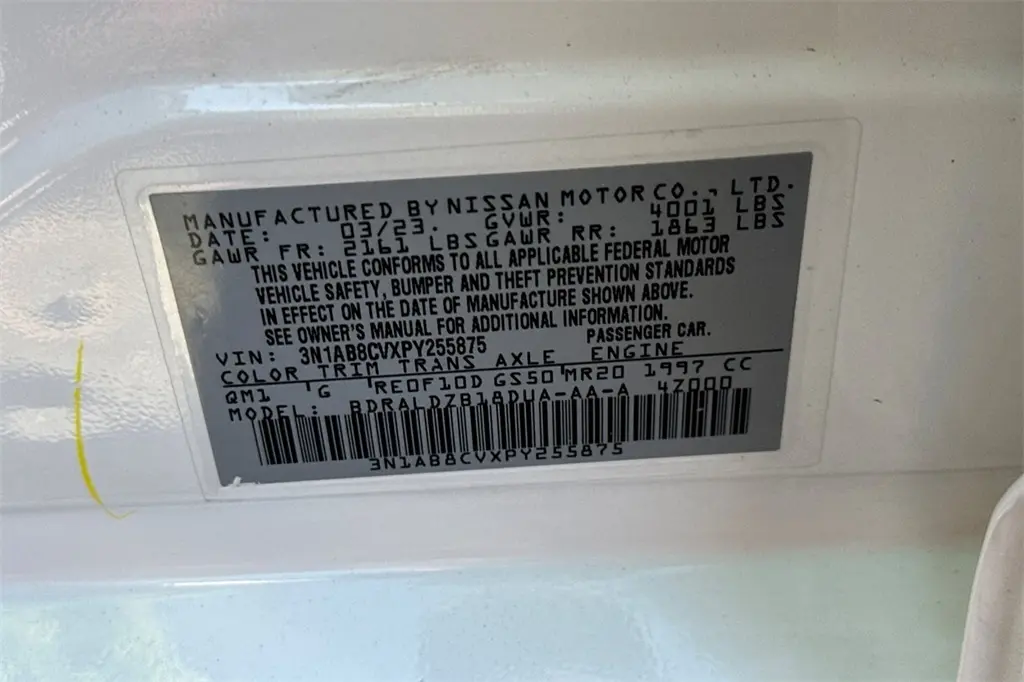 MANUFACTURED BY NISSAN MOTOR CO., LTD.
DATE: 03/23. GVWR: 4001 LBS
GAWR FR: 2161 LBS GAWR RR: 1863 LBS
THIS VEHICLE CONFORMS TO ALL APPLICABLE FEDERAL MOTOR
VEHICLE SAFETY, BUMPER AND THEFT PREVENTION STANDARDS
IN EFFECT ON THE DATE OF MANUFACTURE SHOWN ABOVE.
SEE OWNER'S MANUAL FOR ADDITIONAL INFORMATION.
VIN: 3N1AB8CVXPY255875 PASSENGER CAR.
COLOR TRIM TRANS AXLE ENGINE
QM1 G RE0F10D GS50 MR20 1997 CC
MODEL: BDRALDZB18DUA-AA-A 4Z000
3N1AB8CVXPY255875